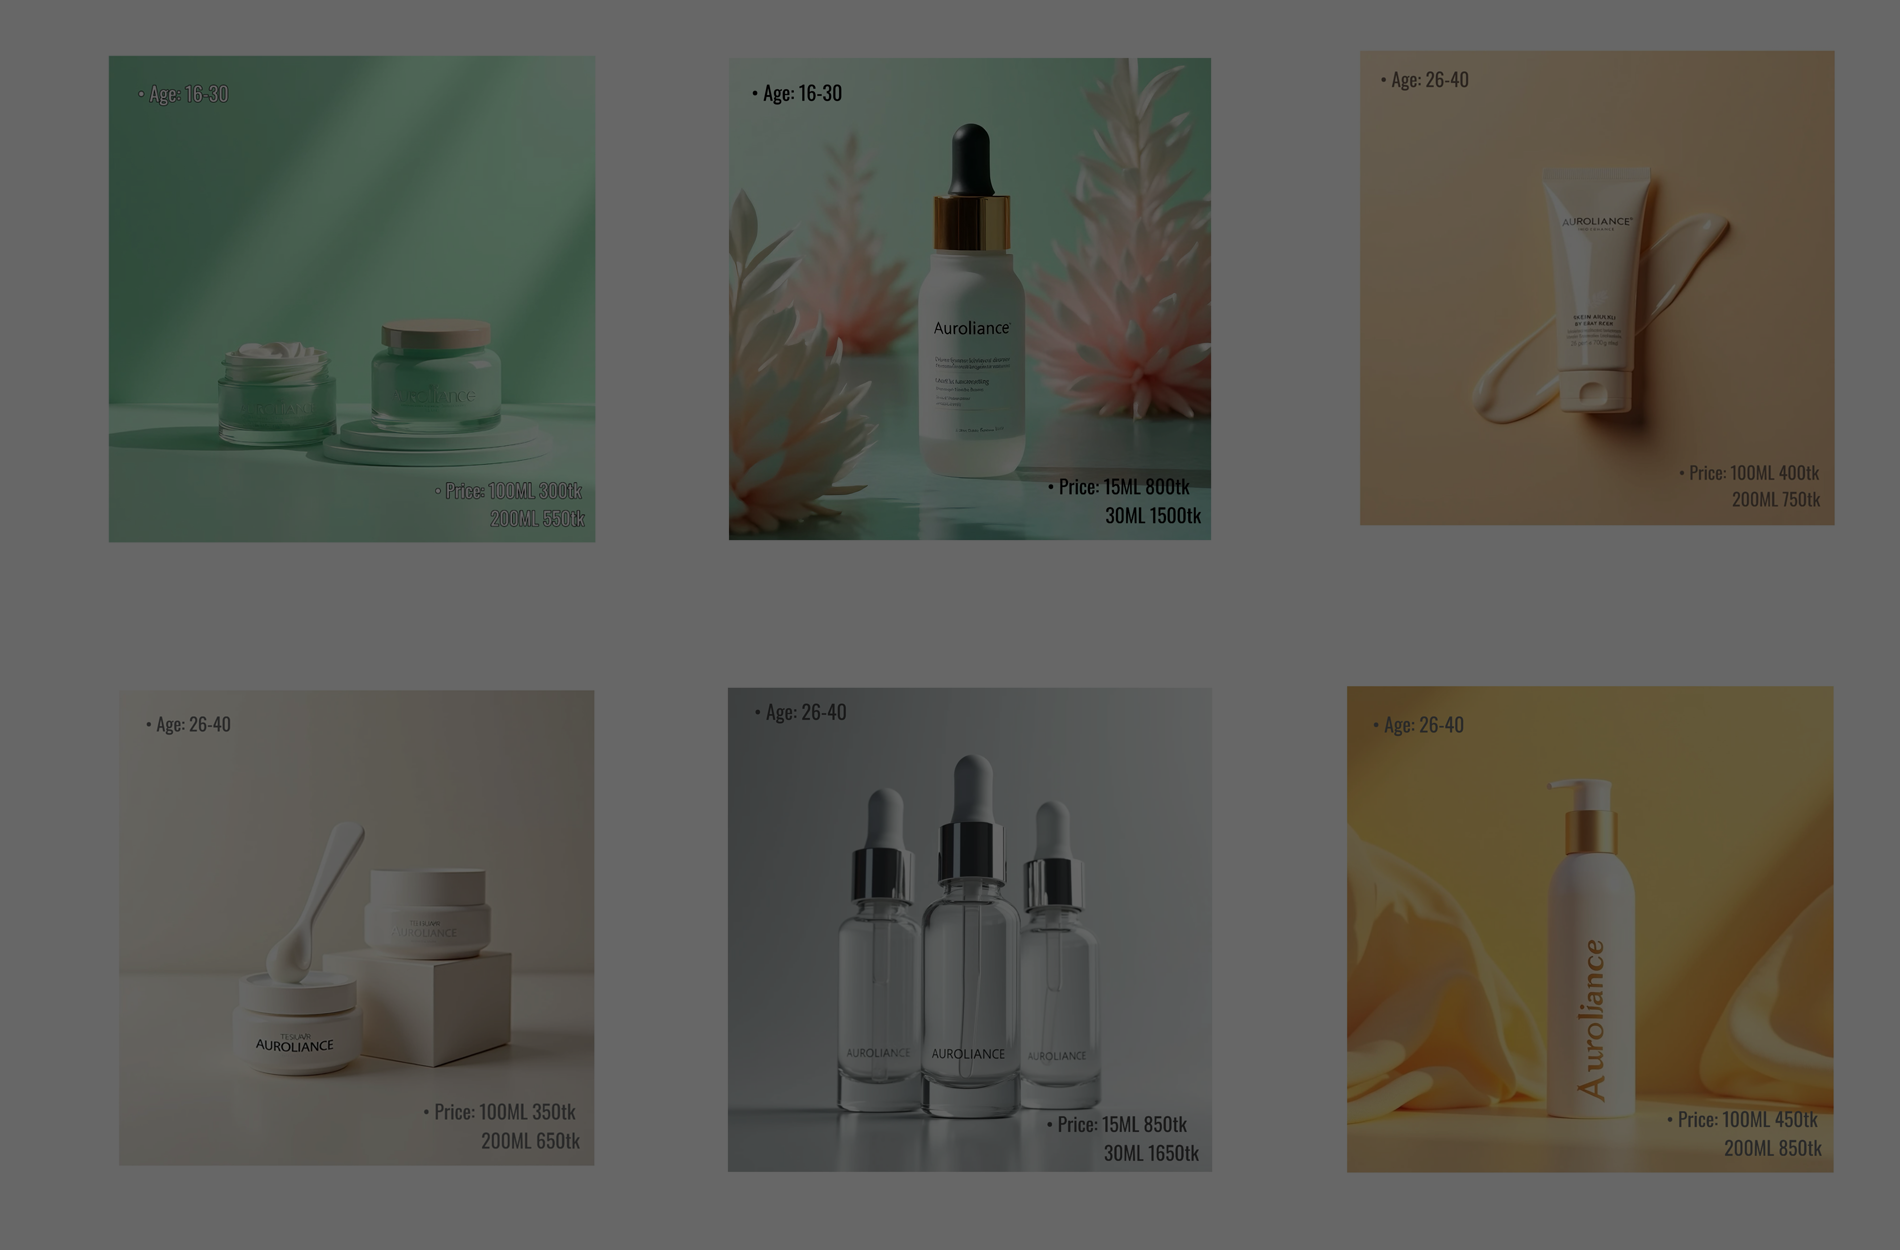 • Age: 16-30
AUROLIANCE
• Price: 100ML 300tk
200ML 550tk
• Age: 16-30
Auroliance
• Price: 15ML 800tk
30ML 1500tk
• Age: 26-40
AUROLIANCE
SKEIN AULKLI
• Price: 100ML 400tk
200ML 750tk
• Age: 26-40
AUROLIANCE
AUROLIANCE
• Price: 100ML 350tk
200ML 650tk
• Age: 26-40
AUROLIANCE AUROLIANCE AUROLIANCE
• Price: 15ML 850tk
30ML 1650tk
• Age: 26-40
Auroliance
• Price: 100ML 450tk
200ML 850tk